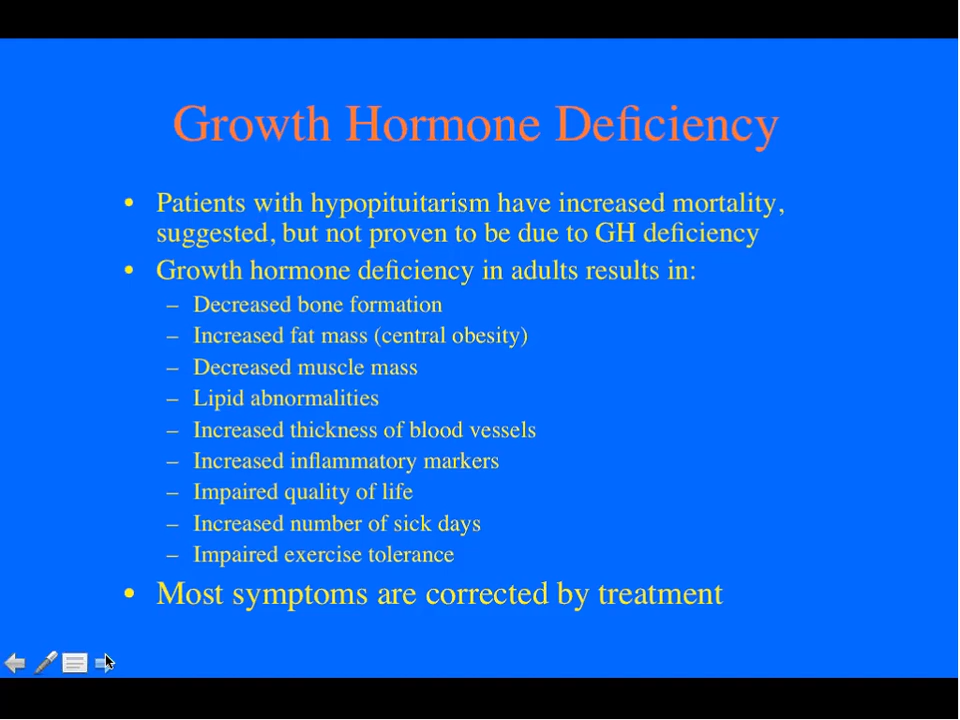 Growth Hormone Deficiency
• Patients with hypopituitarism have increased mortality,
suggested, but not proven to be due to GH deficiency
• Growth hormone deficiency in adults results in:
– Decreased bone formation
– Increased fat mass (central obesity)
– Decreased muscle mass
– Lipid abnormalities
– Increased thickness of blood vessels
– Increased inflammatory markers
– Impaired quality of life
– Increased number of sick days
– Impaired exercise tolerance
• Most symptoms are corrected by treatment